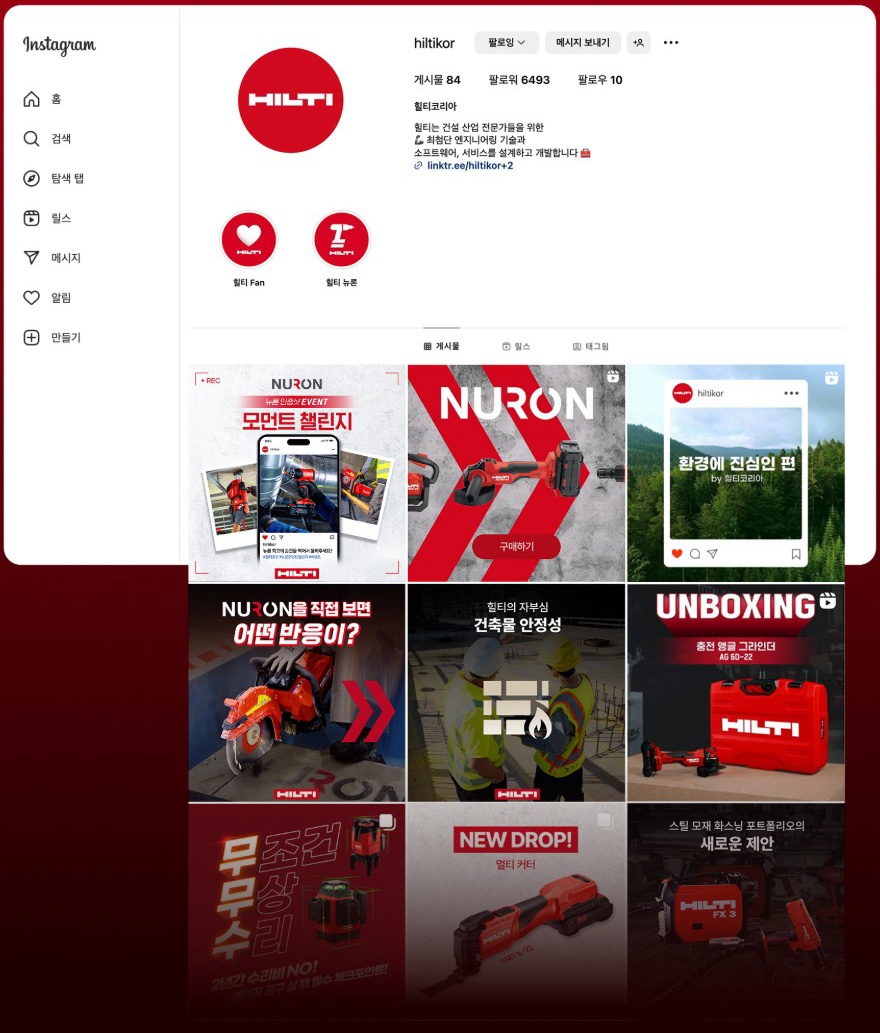 Instagram
홈
검색
탐색 탭
릴스
메시지
알림
만들기
HILTI
hiltikor
팔로잉
메시지 보내기
게시물 84
팔로워 6493
팔로우 10
힐티코리아
힐티는 건설 산업 전문가들을 위한
💪 최첨단 엔지니어링 기술과
소프트웨어, 서비스를 설계하고 개발합니다 🧰
linktr.ee/hiltikor+2
HILTI
힐티 Fan
HILTI
힐티 뉴론
게시물
릴스
태그됨
REC
NURON
뉴론 인증샷 EVENT
모먼트 챌린지
hiltikor
HILTI
NURON
HILTI
구매하기
HILTI
hiltikor
환경에 진심인 편
by 힐티코리아
NURON을 직접 보면
어떤 반응이?
NURON
HILTI
힐티의 자부심
건축물 안정성
HILTI
UNBOXING
충전 앵글 그라인더
AG 6D-22
HILTI
무조건
무상
수리
2년간 수리비 NO!
NEW DROP!
멀티 커터
HILTI
SMT 6-22
스틸 모재 화스닝 포트폴리오의
새로운 제안
HILTI
FX 3